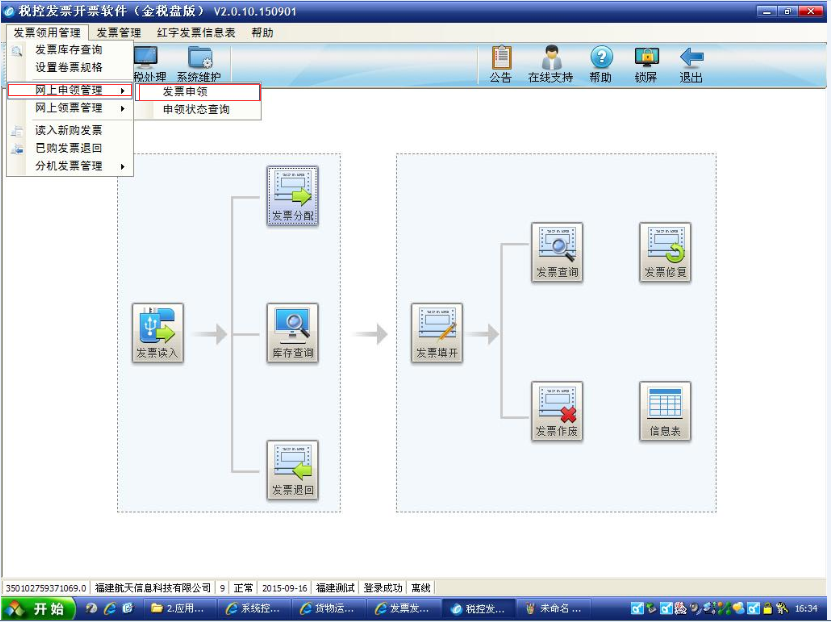 税控发票开票软件（金税盘版） V2.0.10.150901
发票领用管理 发票管理 红字发票信息表 帮助
发票库存查询
设置卷票规格
网上申领管理
网上领票管理
读入新购发票
已购发票退回
分机发票管理
发票申领
申领状态查询
税处理 系统维护 公告 在线支持 帮助 锁屏 退出
发票分配
发票查询 发票修复
发票读入 库存查询 发票填开
发票作废 信息表
发票退回
350102759371069.0 福建航天信息科技有限公司 9 正常 2015-09-16 福建测试 登录成功 离线
开始 2.应用... 系统控... 货物运... 发票发... 税控发... 未命名 ... 16:34